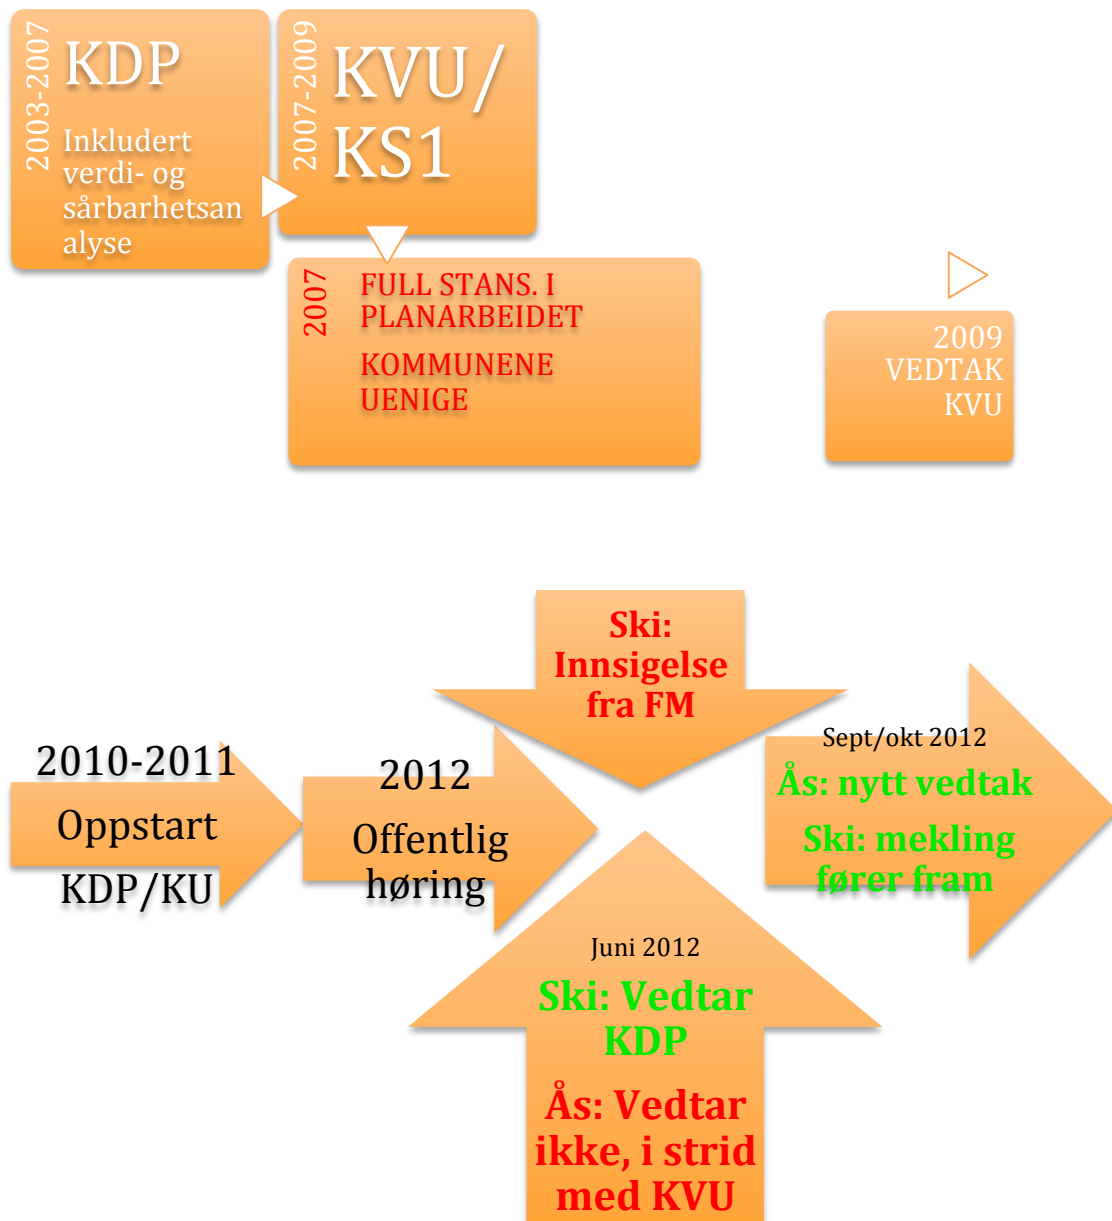 2003-2007
KDP
Inkludert
verdi- og
sårbarhetsan
alyse
2007-2009
KVU/
KS1
2007
FULL STANS. I
PLANARBEIDET
KOMMUNENE
UENIGE
2009
VEDTAK
KVU
2010-2011
Oppstart
KDP/KU
2012
Offentlig
høring
Ski:
Innsigelse
fra FM
Juni 2012
Ski: Vedtar
KDP
Ås: Vedtar
ikke, i strid
med KVU
Sept/okt 2012
Ås: nytt vedtak
Ski: mekling
fører fram